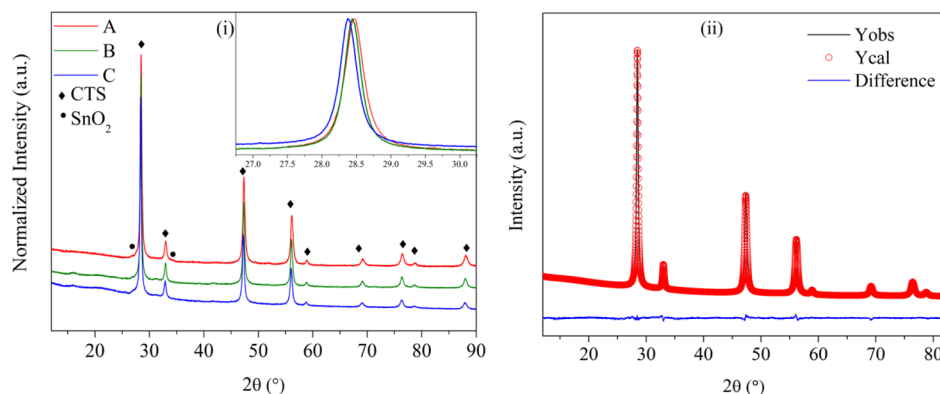 (i)
A
B
C
♦ CTS
• SnO₂
Normalized Intensity (a.u.)
27.0 27.5 28.0 28.5 29.0 29.5 30.0
20 30 40 50 60 70 80 90
2θ (°)
(ii)
Yobs
Ycal
Difference
Intensity (a.u.)
20 30 40 50 60 70 80
2θ (°)